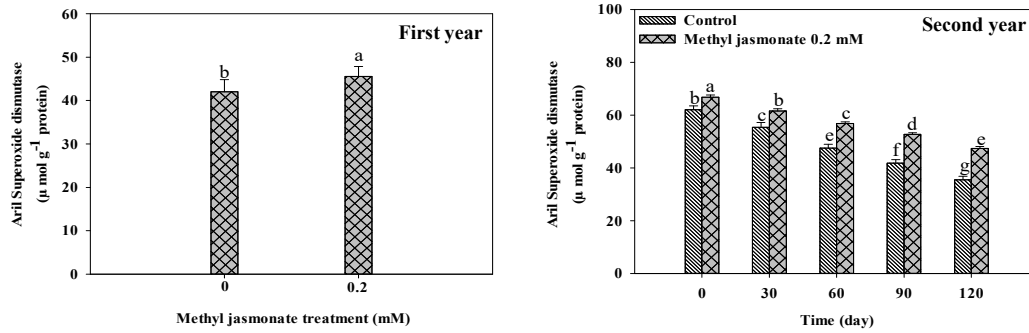 First year
Aril Superoxide dismutase
(µ mol g-1 protein)
60
50
40
30
20
10
0
b
a
0
0.2
Methyl jasmonate treatment (mM)
Second year
Control
Methyl jasmonate 0.2 mM
Aril Superoxide dismutase
(µ mol g-1 protein)
100
80
60
40
20
0
b a
c b
e c
f d
g e
0 30 60 90 120
Time (day)